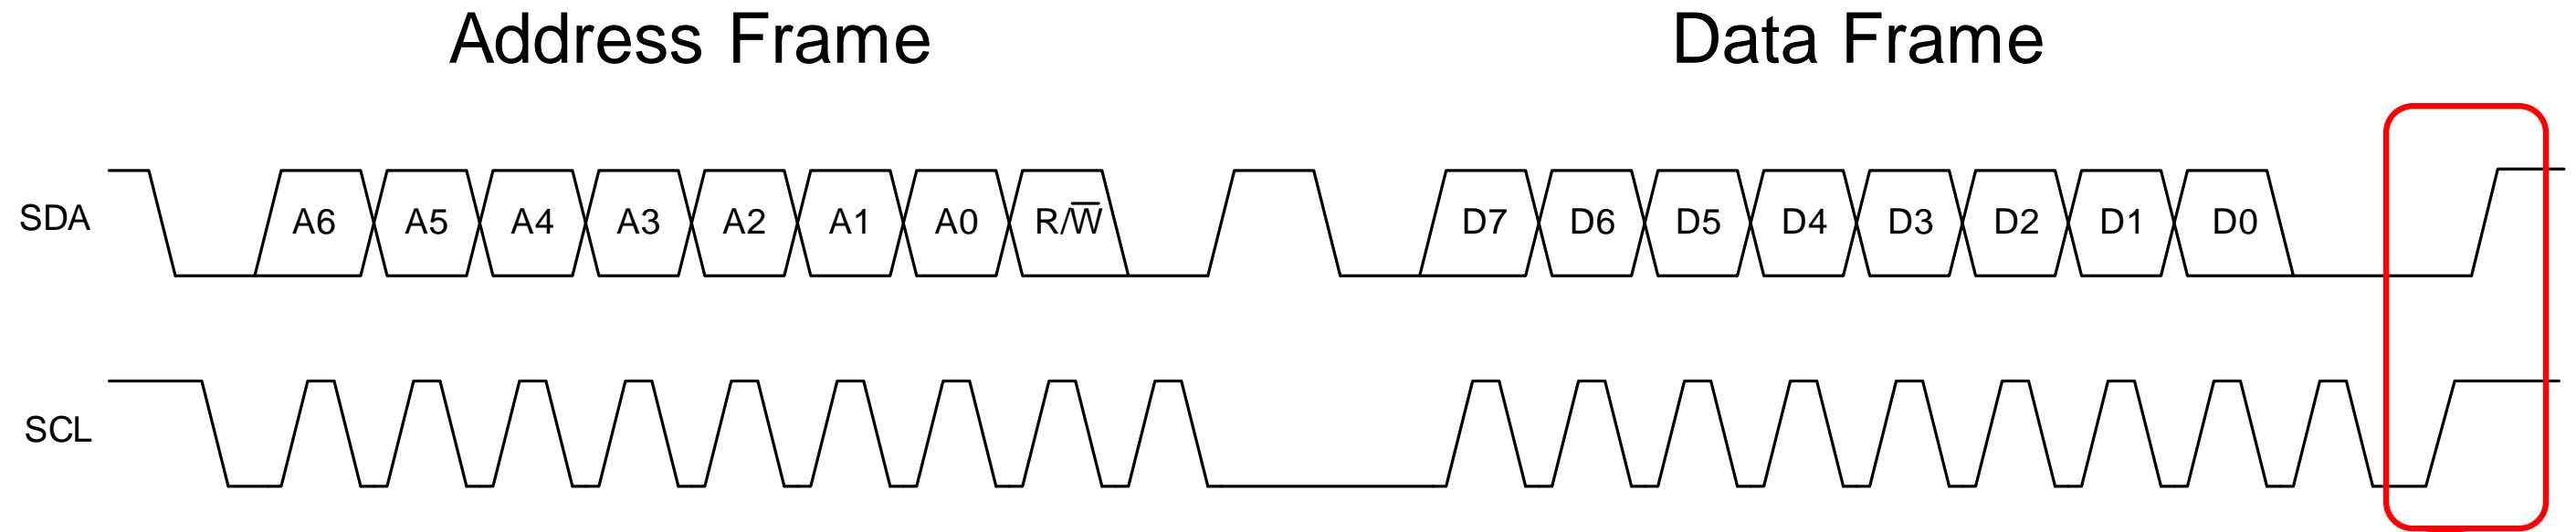 Address Frame Data Frame
SDA A6 A5 A4 A3 A2 A1 A0 R/W̅ D7 D6 D5 D4 D3 D2 D1 D0
SCL